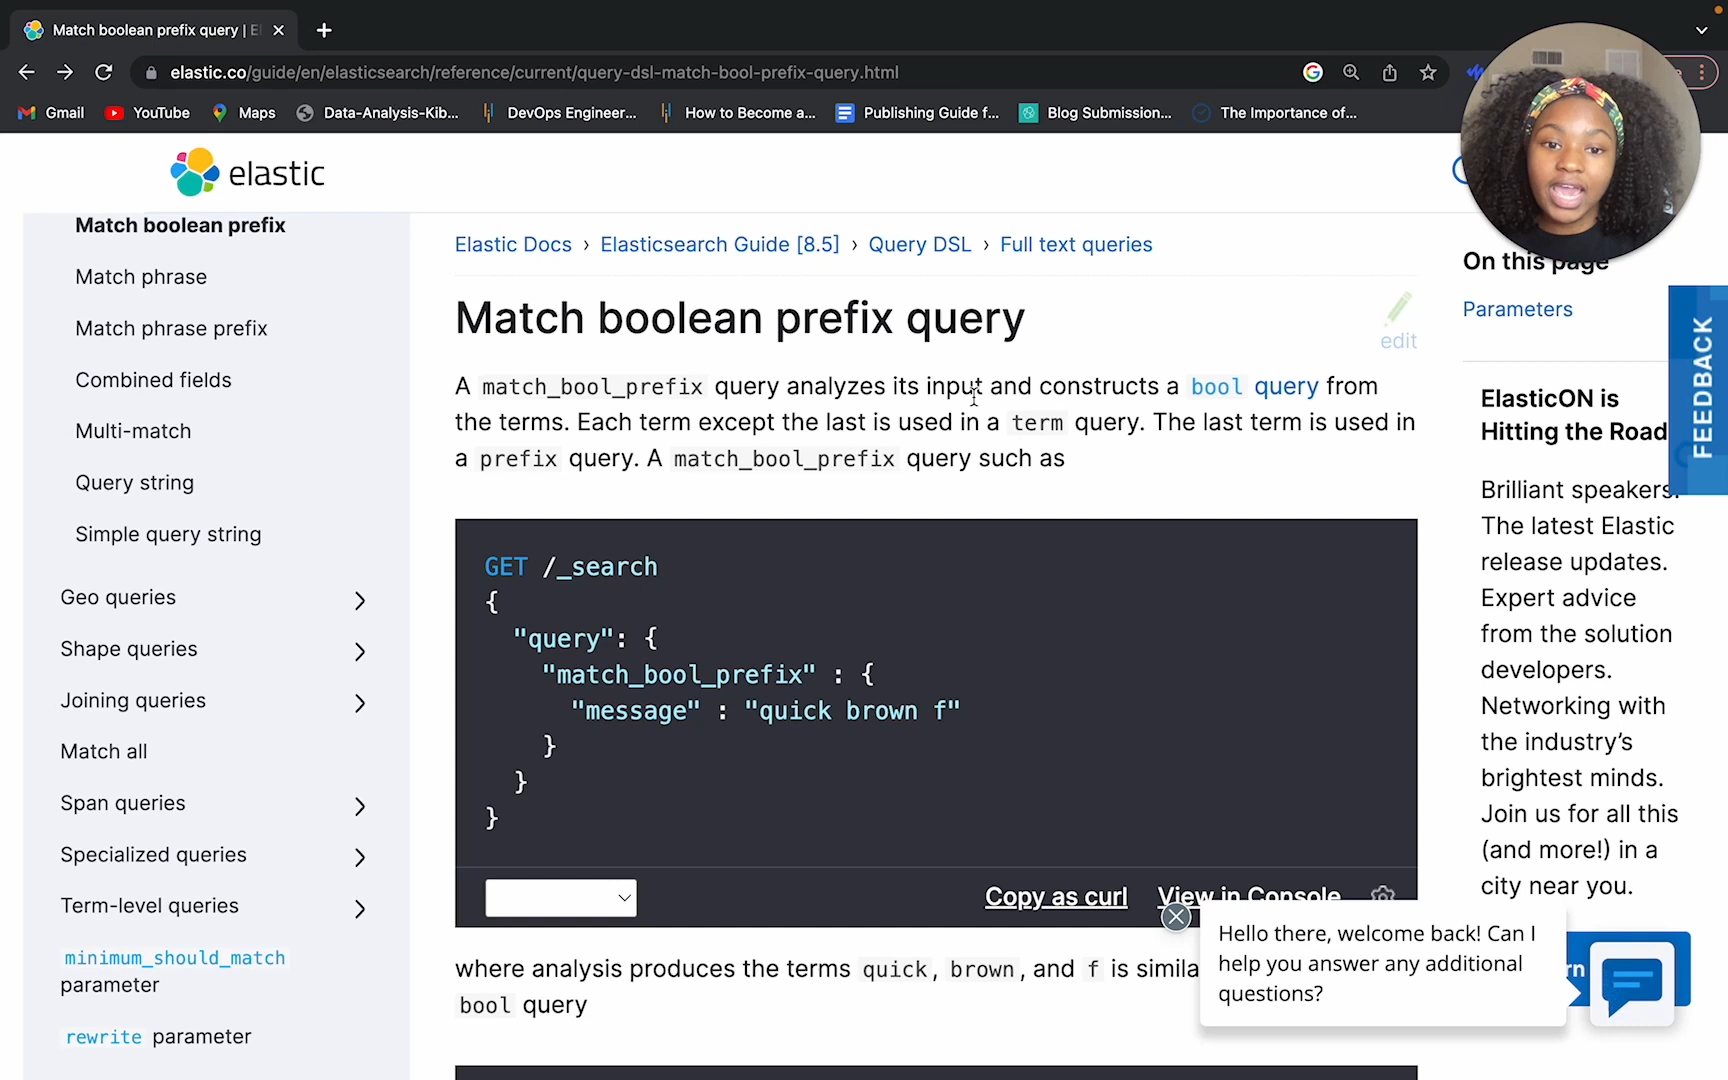 Match boolean prefix query | E
elastic.co/guide/en/elasticsearch/reference/current/query-dsl-match-bool-prefix-query.html
Gmail
YouTube
Maps
Data-Analysis-Kib...
DevOps Engineer...
How to Become a...
Publishing Guide f...
Blog Submission...
The Importance of...
elastic
Match boolean prefix
Match phrase
Match phrase prefix
Combined fields
Multi-match
Query string
Simple query string
Geo queries
Shape queries
Joining queries
Match all
Span queries
Specialized queries
Term-level queries
minimum_should_match
parameter
rewrite parameter
Elastic Docs › Elasticsearch Guide [8.5] › Query DSL › Full text queries
Match boolean prefix query
edit
A match_bool_prefix query analyzes its input and constructs a bool query from
the terms. Each term except the last is used in a term query. The last term is used in
a prefix query. A match_bool_prefix query such as
GET /_search
{
"query": {
"match_bool_prefix" : {
"message" : "quick brown f"
}
}
}
Copy as curl
View in Console
where analysis produces the terms quick, brown, and f is simila
bool query
On this page
Parameters
ElasticON is
Hitting the Road
Brilliant speakers.
The latest Elastic
release updates.
Expert advice
from the solution
developers.
Networking with
the industry's
brightest minds.
Join us for all this
(and more!) in a
city near you.
FEEDBACK
Hello there, welcome back! Can I
help you answer any additional
questions?